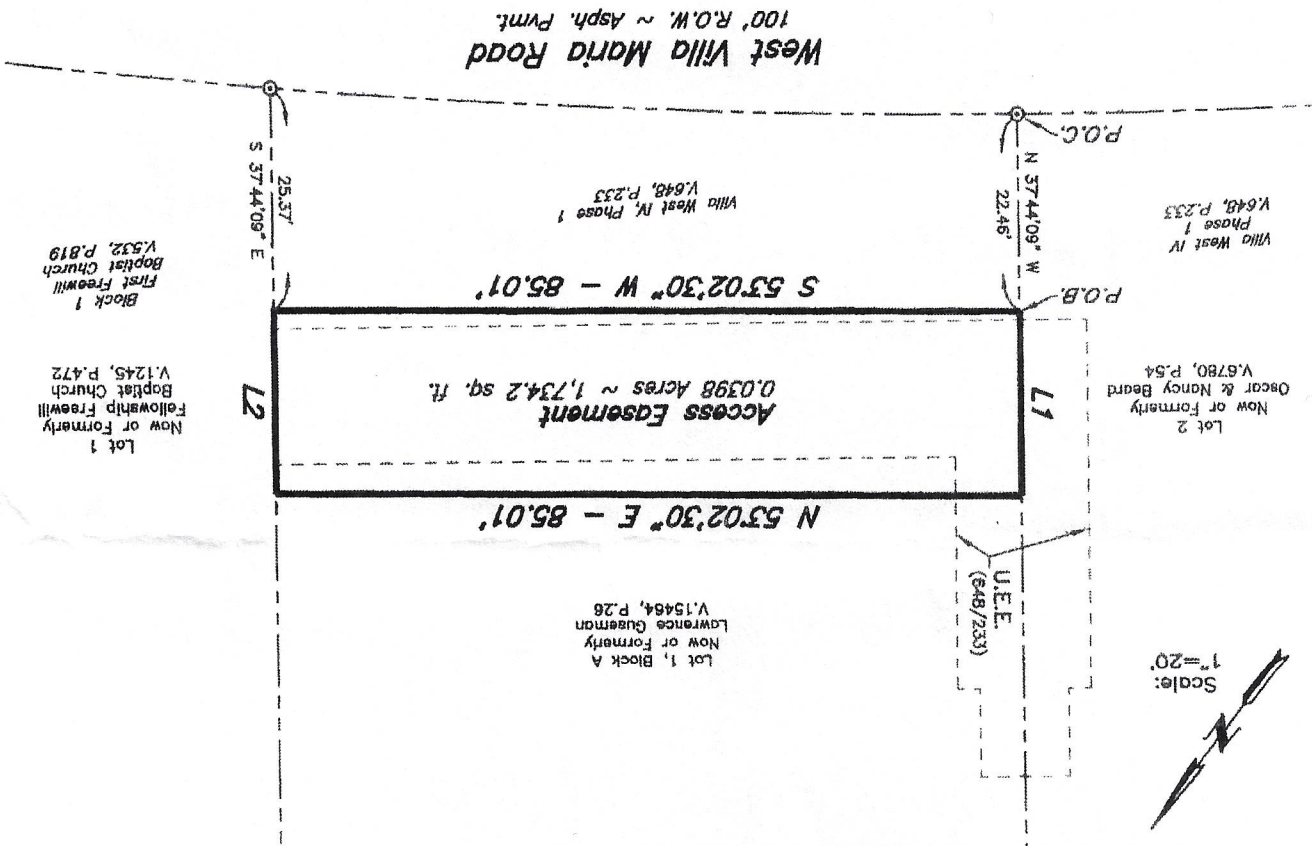 Scale:
1"=20'
N
Lot 1, Block A
Now or Formerly
Lawrence Guseman
V.15464, P.26
U.E.E.
(648/233)
N 53°02'30" E - 85.01'
L1
L2
Access Easement
0.0398 Acres ~ 1,734.2 sq. ft.
Lot 2
Now or Formerly
Oscar & Nancy Beard
V.6780, P.54
Lot 1
Now or Formerly
Fellowship Freewill
Baptist Church
V.1245, P.472
S 53°02'30" W - 85.01'
P.O.B.
Block 1
First Freewill
Baptist Church
V.532, P.819
Villa West IV
Phase 1
V.648, P.233
N 37°44'09" W
22.46'
Villa West IV, Phase 1
V.648, P.233
25.37'
S 37°44'09" E
P.O.C.
West Villa Maria Road
100' R.O.W. ~ Asph. Pvmt.